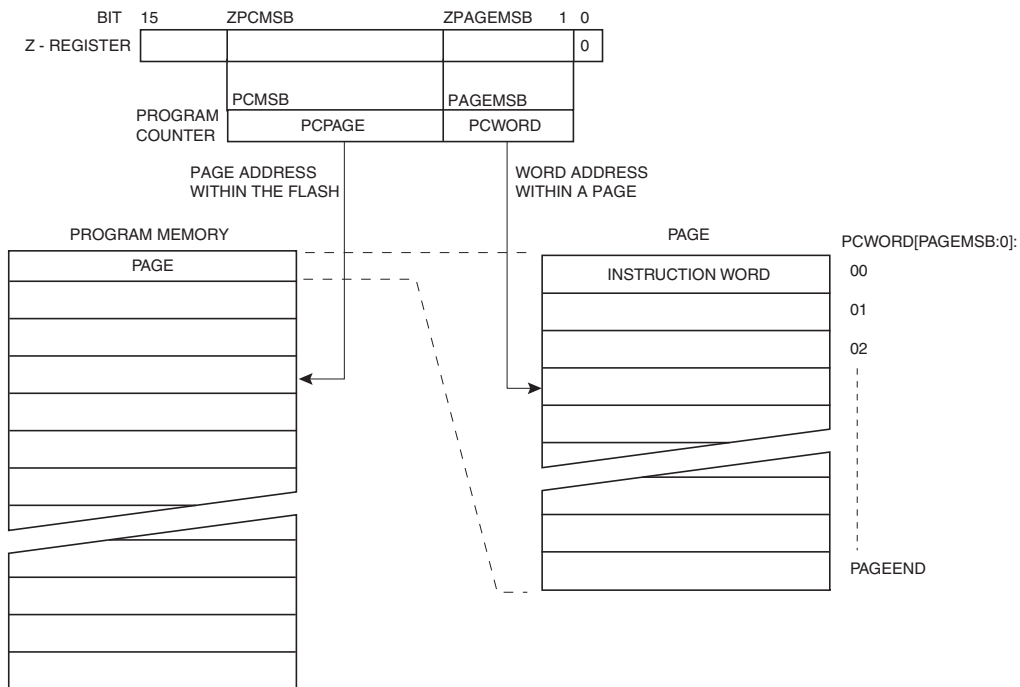 BIT 15 ZPCMSB ZPAGEMSB 1 0
Z - REGISTER 0
PCMSB PAGEMSB
PROGRAM
COUNTER
PCPAGE PCWORD
PAGE ADDRESS
WITHIN THE FLASH
WORD ADDRESS
WITHIN A PAGE
PROGRAM MEMORY
PAGE
PAGE
PCWORD[PAGEMSB:0]:
INSTRUCTION WORD
00
01
02
PAGEEND